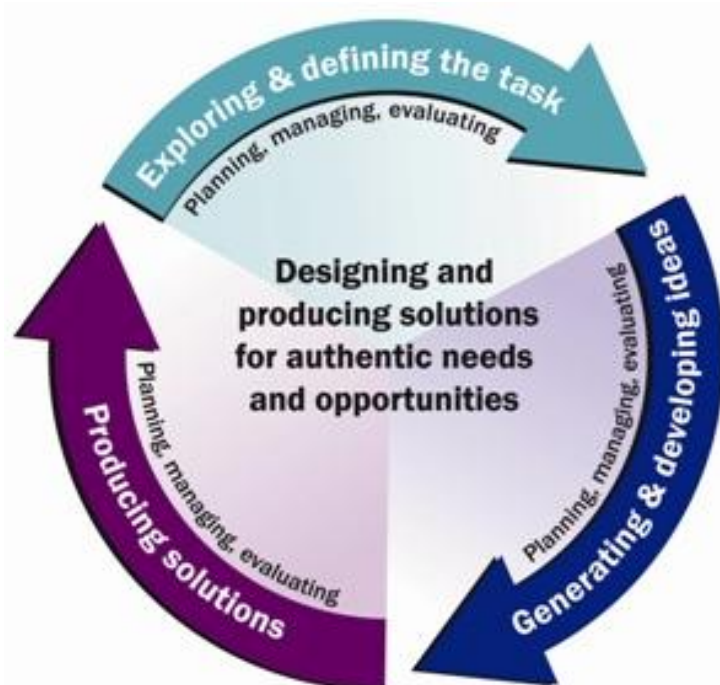 Exploring & defining the task
Planning, managing, evaluating
Designing and
producing solutions
for authentic needs
and opportunities
Generating & developing ideas
Planning, managing, evaluating
Producing solutions
Planning, managing, evaluating